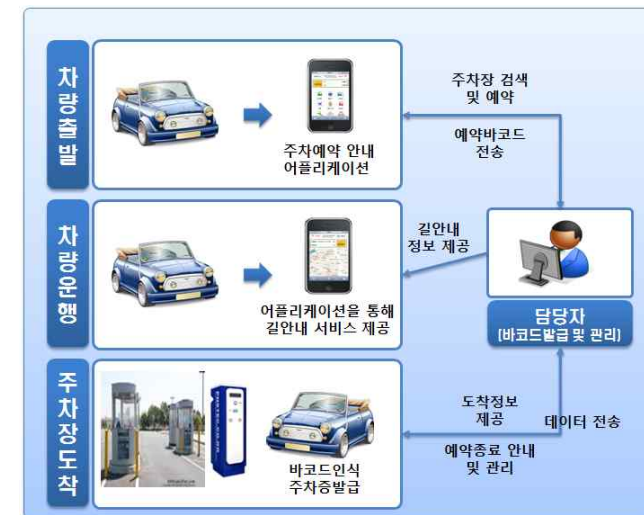 차량출발
주차예약 안내
어플리케이션
주차장 검색
및 예약
예약바코드
전송
차량운행
어플리케이션을 통해
길안내 서비스 제공
길안내
정보 제공
담당자
(바코드발급 및 관리)
주차장도착
바코드인식
주차증발급
도착정보
제공
데이터 전송
예약종료 안내
및 관리